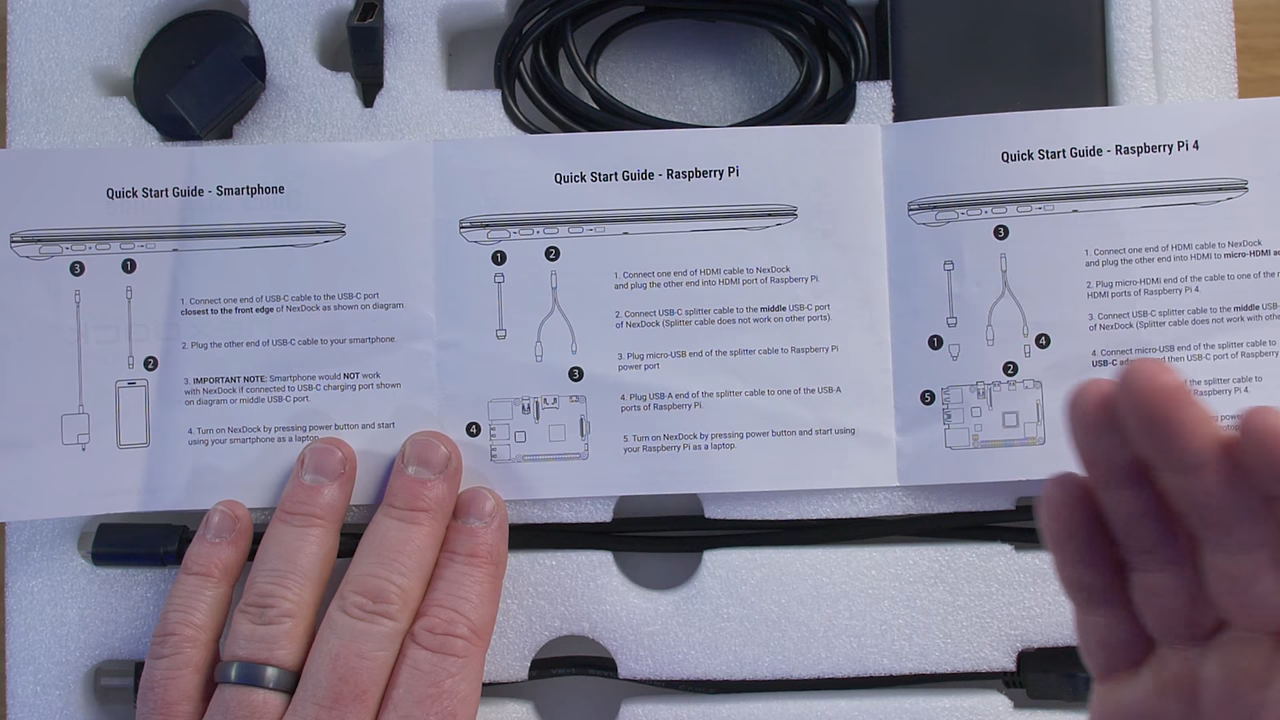 Quick Start Guide - Smartphone
3
1
2
1. Connect one end of USB-C cable to the USB-C port
closest to the front edge of NexDock as shown on diagram.
2. Plug the other end of USB-C cable to your smartphone.
3. IMPORTANT NOTE: Smartphone would NOT work
with NexDock if connected to USB-C charging port shown
on diagram or middle USB-C port.
4. Turn on NexDock by pressing power button and start
using your smartphone as a laptop.
Quick Start Guide - Raspberry Pi
1
2
3
4
1. Connect one end of HDMI cable to NexDock
and plug the other end into HDMI port of Raspberry Pi.
2. Connect USB-C splitter cable to the middle USB-C port
of NexDock (Splitter cable does not work on other ports).
3. Plug micro-USB end of the splitter cable to Raspberry Pi
power port
4. Plug USB-A end of the splitter cable to one of the USB-A
ports of Raspberry Pi.
5. Turn on NexDock by pressing power button and start using
your Raspberry Pi as a laptop.
Quick Start Guide - Raspberry Pi 4
3
1
4
2
5
1. Connect one end of HDMI cable to NexDock
and plug the other end into HDMI to micro-HDMI
2. Plug micro-HDMI end of the cable to one of the
HDMI ports of Raspberry Pi 4.
3. Connect USB-C splitter cable to the middle USB-
of NexDock (Splitter cable does not work with
4. Connect micro-USB end of the splitter cable to
USB-C then USB-C port of Raspberry
of the splitter cable to
Pi 4.